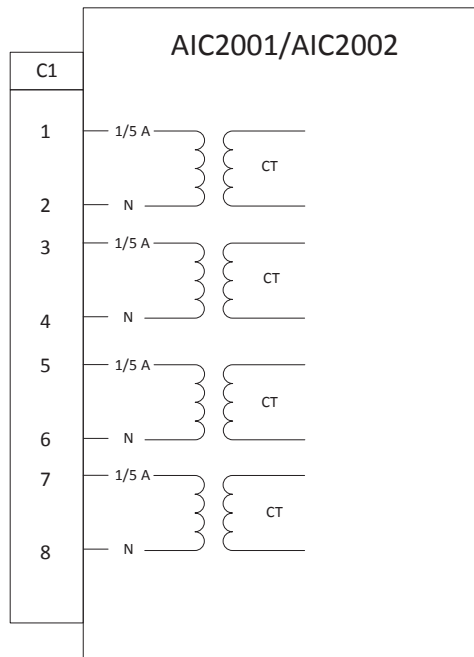 AIC2001/AIC2002
C1
1 1/5 A
CT
2 N
3 1/5 A
CT
4 N
5 1/5 A
CT
6 N
7 1/5 A
CT
8 N